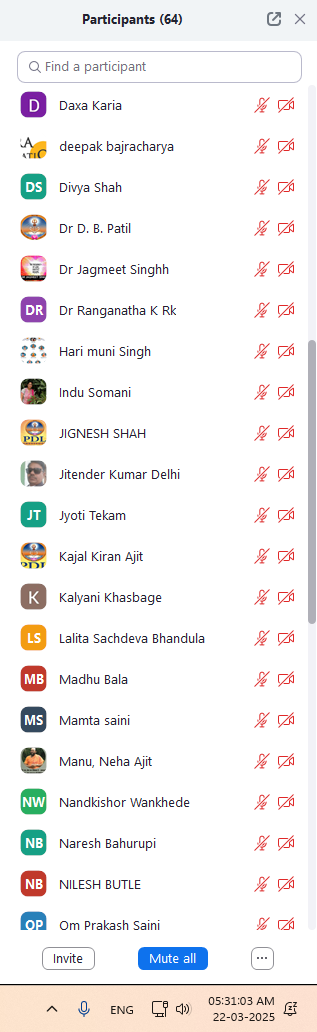 Participants (64)
Find a participant
D Daxa Karia
deepak bajracharya
DS Divya Shah
Dr D. B. Patil
Dr Jagmeet Singhh
DR Dr Ranganatha K Rk
Hari muni Singh
Indu Somani
JIGNESH SHAH
Jitender Kumar Delhi
JT Jyoti Tekam
Kajal Kiran Ajit
K Kalyani Khasbage
LS Lalita Sachdeva Bhandula
MB Madhu Bala
MS Mamta saini
Manu, Neha Ajit
NW Nandkishor Wankhede
NB Naresh Bahurupi
NB NILESH BUTLE
OP Om Prakash Saini
Invite Mute all ...
ENG 05:31:03 AM
22-03-2025